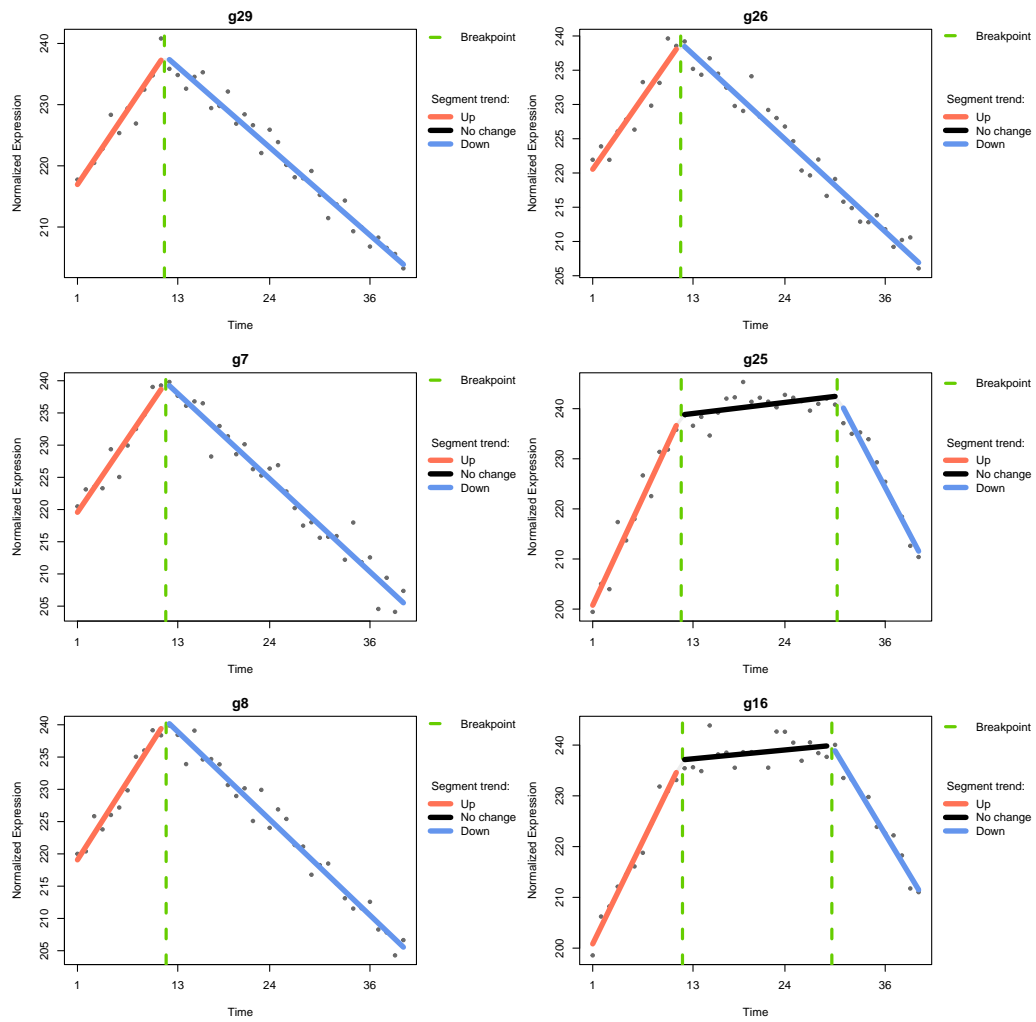 g29
Normalized Expression
240
230
220
210
1
13
24
36
Time
Breakpoint
Segment trend:
Up
No change
Down
g26
Normalized Expression
240
235
230
225
220
215
210
205
1
13
24
36
Time
Breakpoint
Segment trend:
Up
No change
Down
g7
Normalized Expression
240
235
230
225
220
215
210
205
1
13
24
36
Time
Breakpoint
Segment trend:
Up
No change
Down
g25
Normalized Expression
240
230
220
210
200
1
13
24
36
Time
Breakpoint
Segment trend:
Up
No change
Down
g8
Normalized Expression
240
235
230
225
220
215
210
205
1
13
24
36
Time
Breakpoint
Segment trend:
Up
No change
Down
g16
Normalized Expression
240
230
220
210
200
1
13
24
36
Time
Breakpoint
Segment trend:
Up
No change
Down